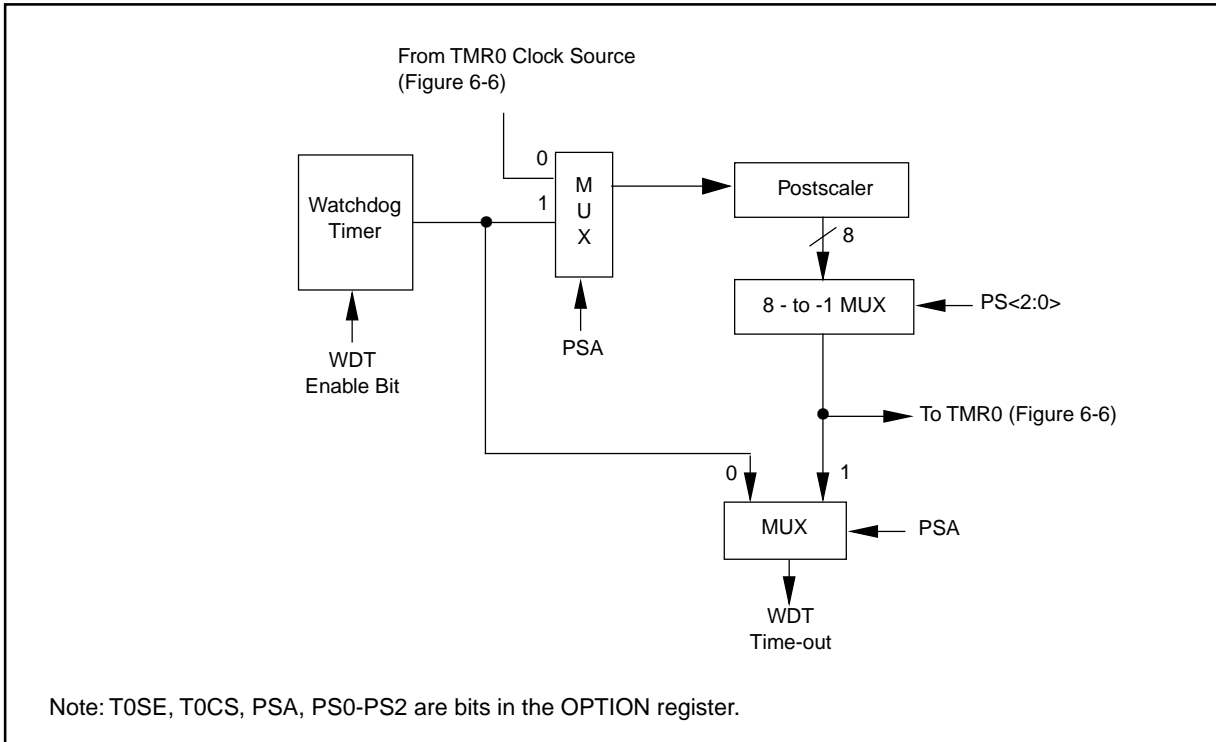 From TMR0 Clock Source
(Figure 6-6)
0
1
M
U
X
Watchdog
Timer
Postscaler
8
8 - to -1 MUX
PS<2:0>
PSA
WDT
Enable Bit
To TMR0 (Figure 6-6)
0
1
MUX
PSA
WDT
Time-out
Note: T0SE, T0CS, PSA, PS0-PS2 are bits in the OPTION register.